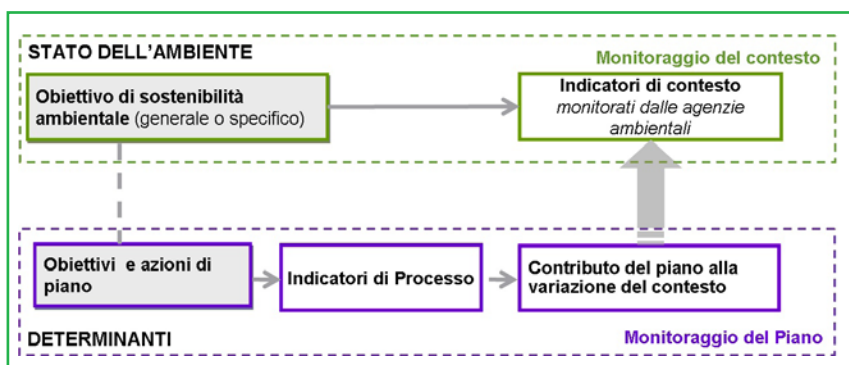 STATO DELL'AMBIENTE
Monitoraggio del contesto
Obiettivo di sostenibilità
ambientale (generale o specifico)
Indicatori di contesto
monitorati dalle agenzie
ambientali
Obiettivi e azioni di
piano
Indicatori di Processo
Contributo del piano alla
variazione del contesto
DETERMINANTI
Monitoraggio del Piano